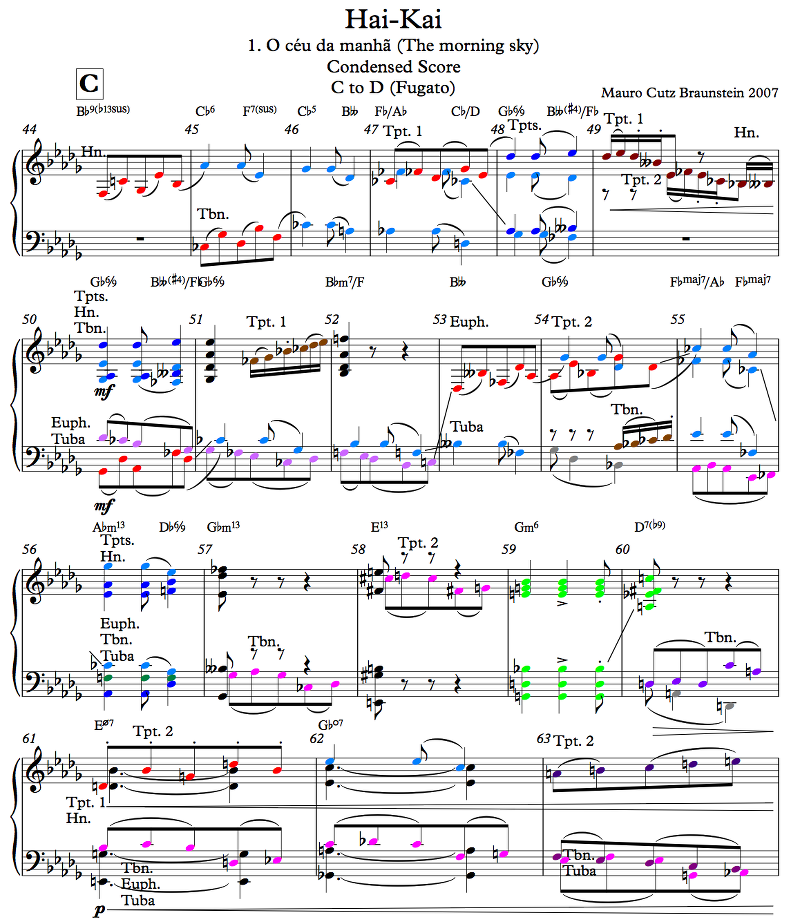 Hai-Kai
1. O céu da manhã (The morning sky)
Condensed Score
C to D (Fugato)
Mauro Cutz Braunstein 2007
C
B♭9(♭13sus) C♭6 F7(sus) C♭5 B𝄫 F♭/A♭ C♭/D G♭6/9 B𝄫(♯4)/F♭
44 45 46 47 48 49
Hn. Tpt. 1 Tpts. Tpt. 1 Hn.
Tpt. 2
Tbn.
G♭6/9 B𝄫(♯4)/F♭ G♭6/9 B♭m7/F B𝄫 G♭6/9 F♭maj7/A♭ F♭maj7
50 51 52 53 54 55
Tpts.
Hn.
Tbn. Tpt. 1 Euph. Tpt. 2
mf
Euph.
Tuba Tuba Tbn.
mf
A♭m13 D♭6/9 G♭m13 E13 Gm6 D7(♭9)
56 57 58 59 60
Tpts.
Hn. Tpt. 2
Euph.
Tbn.
Tuba Tbn. Tbn.
Eø7 G♭o7
61 62 63
Tpt. 2 Tpt. 2
Tpt. 1
Hn.
Tbn.
Euph.
Tuba Tbn.
Tuba
p